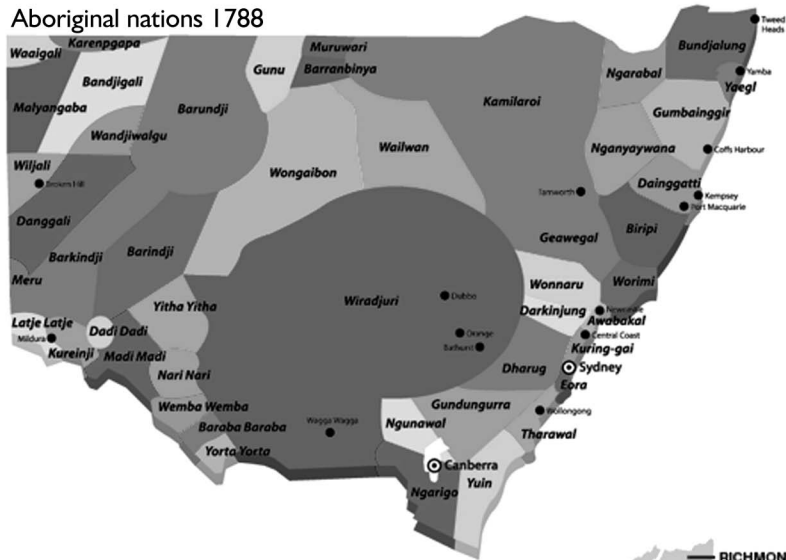 Aboriginal nations 1788
Waaigali
Karenpgapa
Bandjigali
Malyangaba
Wandjiwalgu
Barundji
Gunu
Muruwari
Barranbinya
Kamilaroi
Ngarabal
Bundjalung
Tweed
Heads
Yamba
Yaegl
Gumbainggir
Nganyaywana
Coffs Harbour
Wailwan
Wongaibon
Wiljali
Broken Hill
Danggali
Dainggatti
Kempsey
Port Macquarie
Tamworth
Biripi
Geawegal
Barkindji
Barindji
Meru
Wonnaru
Worimi
Yitha Yitha
Wiradjuri
Dubbo
Darkinjung
Newcastle
Awabakal
Latje Latje
Mildura
Dadi Dadi
Kureinji
Madi Madi
Orange
Bathurst
Central Coast
Kuring-gai
Dharug
Sydney
Eora
Nari Nari
Wemba Wemba
Gundungurra
Wollongong
Baraba Baraba
Wagga Wagga
Ngunawal
Tharawal
Yorta Yorta
Canberra
Yuin
Ngarigo
RICHMON